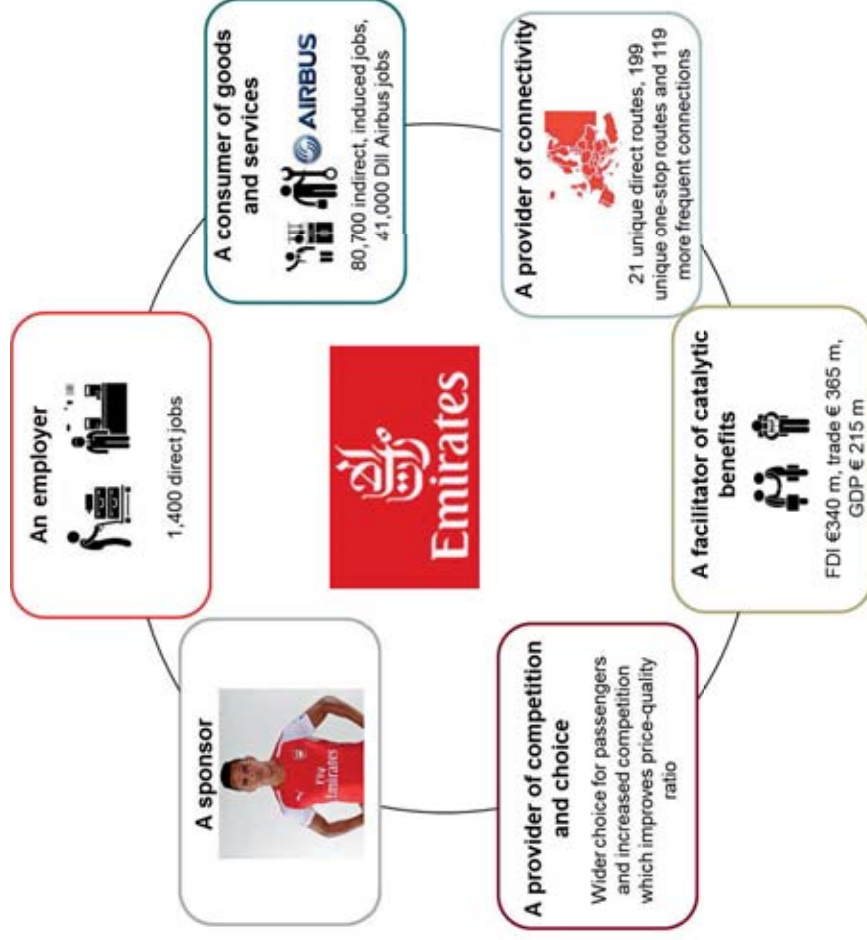 An employer
1,400 direct jobs
A consumer of goods
and services
AIRBUS
80,700 indirect, induced jobs,
41,000 DII Airbus jobs
A provider of connectivity
21 unique direct routes, 199
unique one-stop routes and 119
more frequent connections
A facilitator of catalytic
benefits
FDI €340 m, trade € 365 m,
GDP € 215 m
A provider of competition
and choice
Wider choice for passengers
and increased competition
which improves price-quality
ratio
A sponsor
Fly
Emirates
Emirates